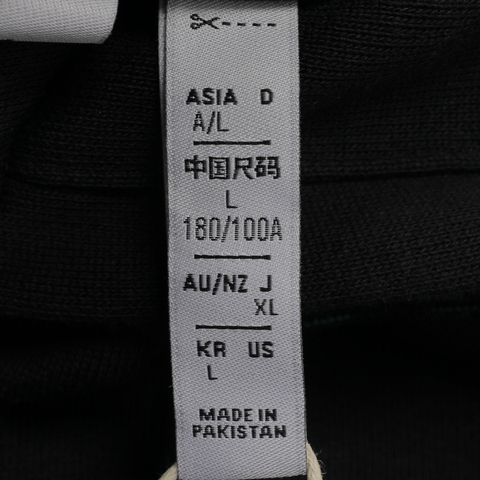 ASIA D
A/L
中国尺码
L
180/100A
AU/NZ J
XL
KR US
L
MADE IN
PAKISTAN